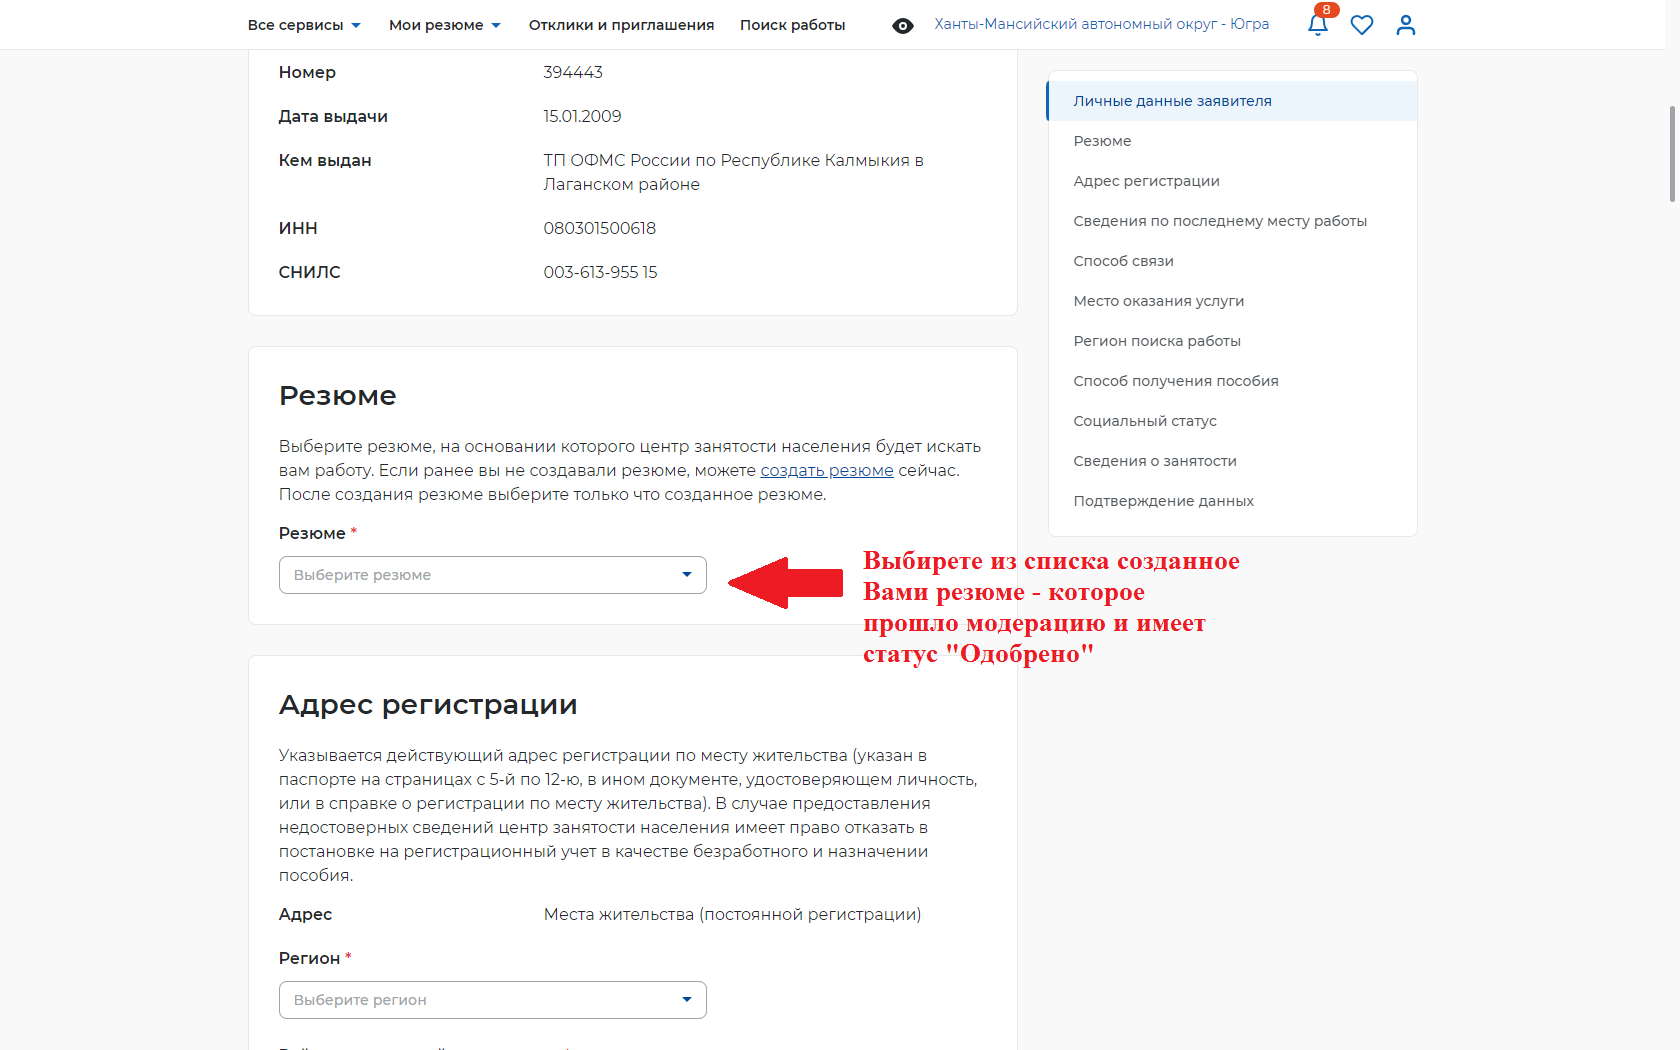 Все сервисы Мои резюме Отклики и приглашения Поиск работы Ханты-Мансийский автономный округ - Югра 8
Номер 394443
Дата выдачи 15.01.2009
Кем выдан ТП ОФМС России по Республике Калмыкия в
Лаганском районе
ИНН 080301500618
СНИЛС 003-613-955 15
Резюме
Выберите резюме, на основании которого центр занятости населения будет искать
вам работу. Если ранее вы не создавали резюме, можете создать резюме сейчас.
После создания резюме выберите только что созданное резюме.
Резюме *
Выберите резюме
Выбирете из списка созданное
Вами резюме - которое
прошло модерацию и имеет
статус "Одобрено"
Адрес регистрации
Указывается действующий адрес регистрации по месту жительства (указан в
паспорте на страницах с 5-й по 12-ю, в ином документе, удостоверяющем личность,
или в справке о регистрации по месту жительства). В случае предоставления
недостоверных сведений центр занятости населения имеет право отказать в
постановке на регистрационный учет в качестве безработного и назначении
пособия.
Адрес Места жительства (постоянной регистрации)
Регион *
Выберите регион
Личные данные заявителя
Резюме
Адрес регистрации
Сведения по последнему месту работы
Способ связи
Место оказания услуги
Регион поиска работы
Способ получения пособия
Социальный статус
Сведения о занятости
Подтверждение данных